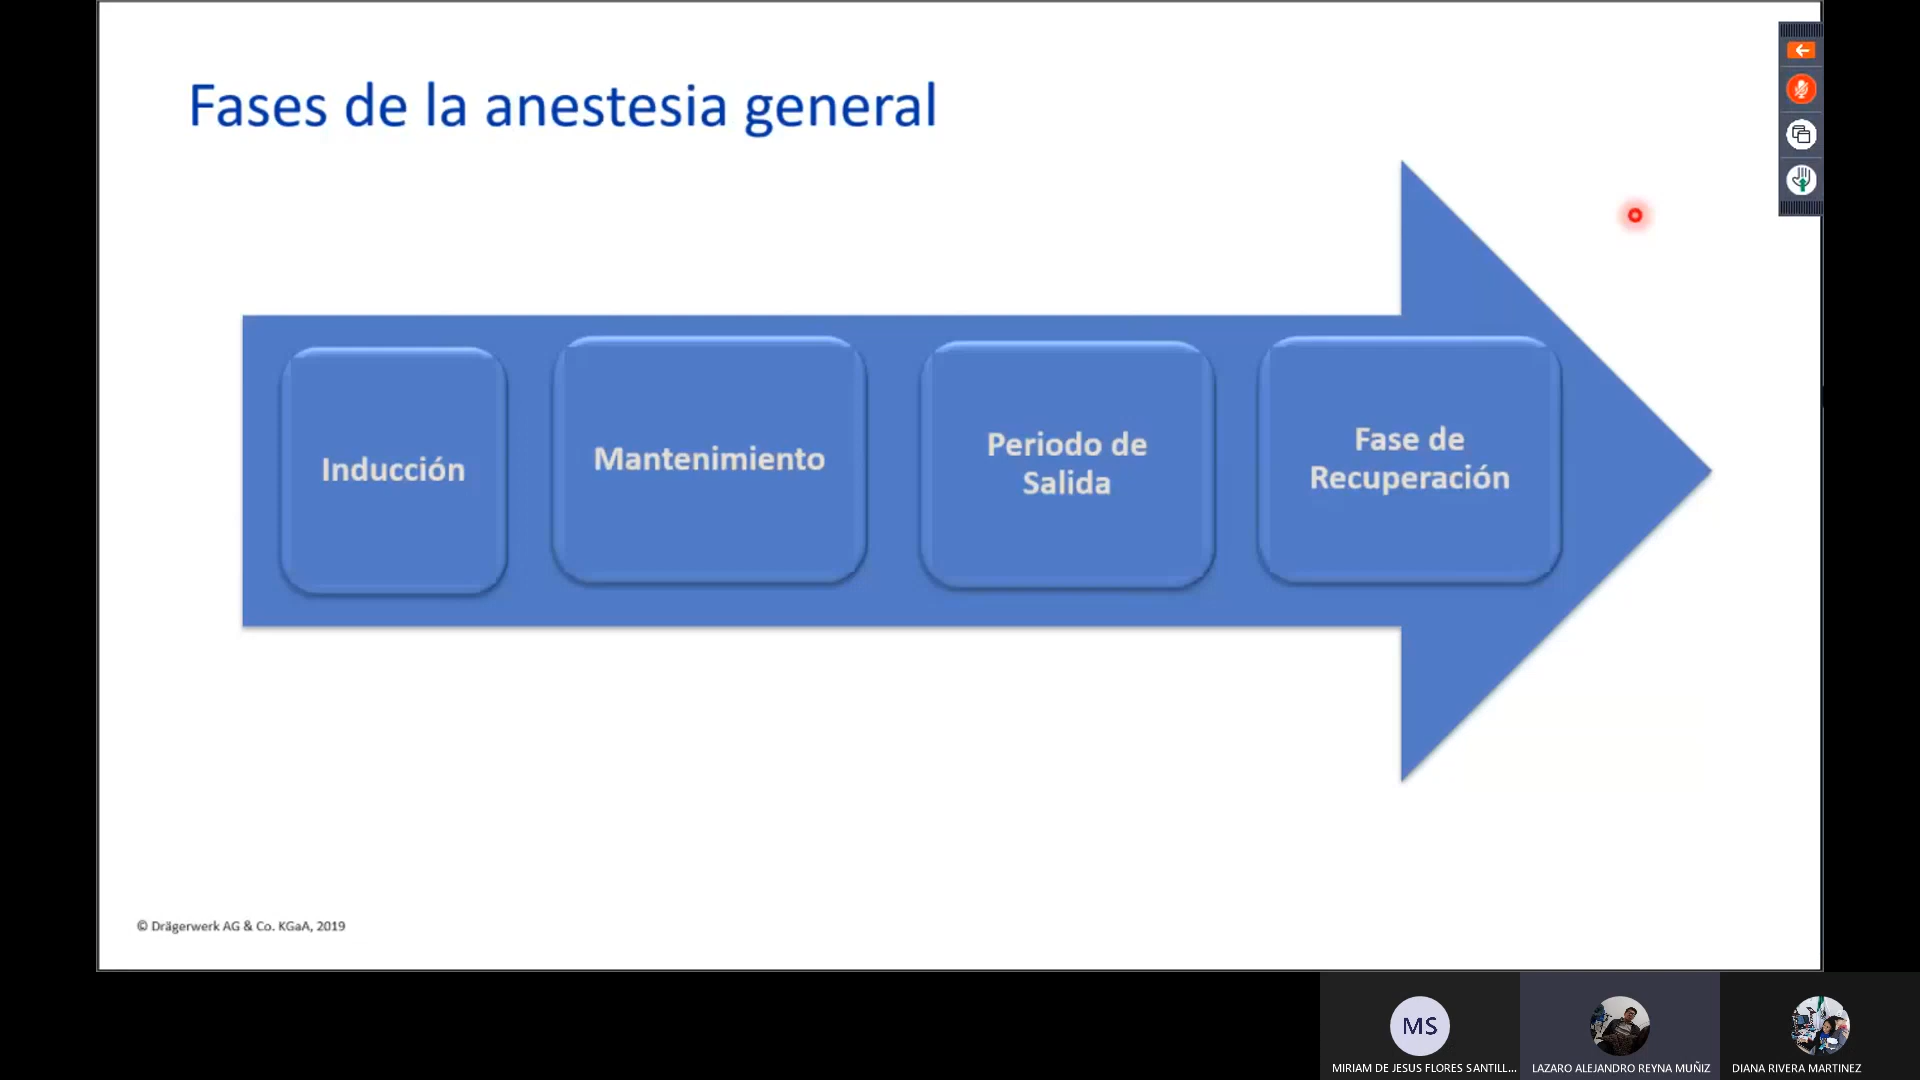 Fases de la anestesia general
Inducción
Mantenimiento
Periodo de
Salida
Fase de
Recuperación
© Drägerwerk AG & Co. KGaA, 2019
MS
MIRIAM DE JESUS FLORES SANTILL...
LAZARO ALEJANDRO REYNA MUÑIZ
DIANA RIVERA MARTINEZ